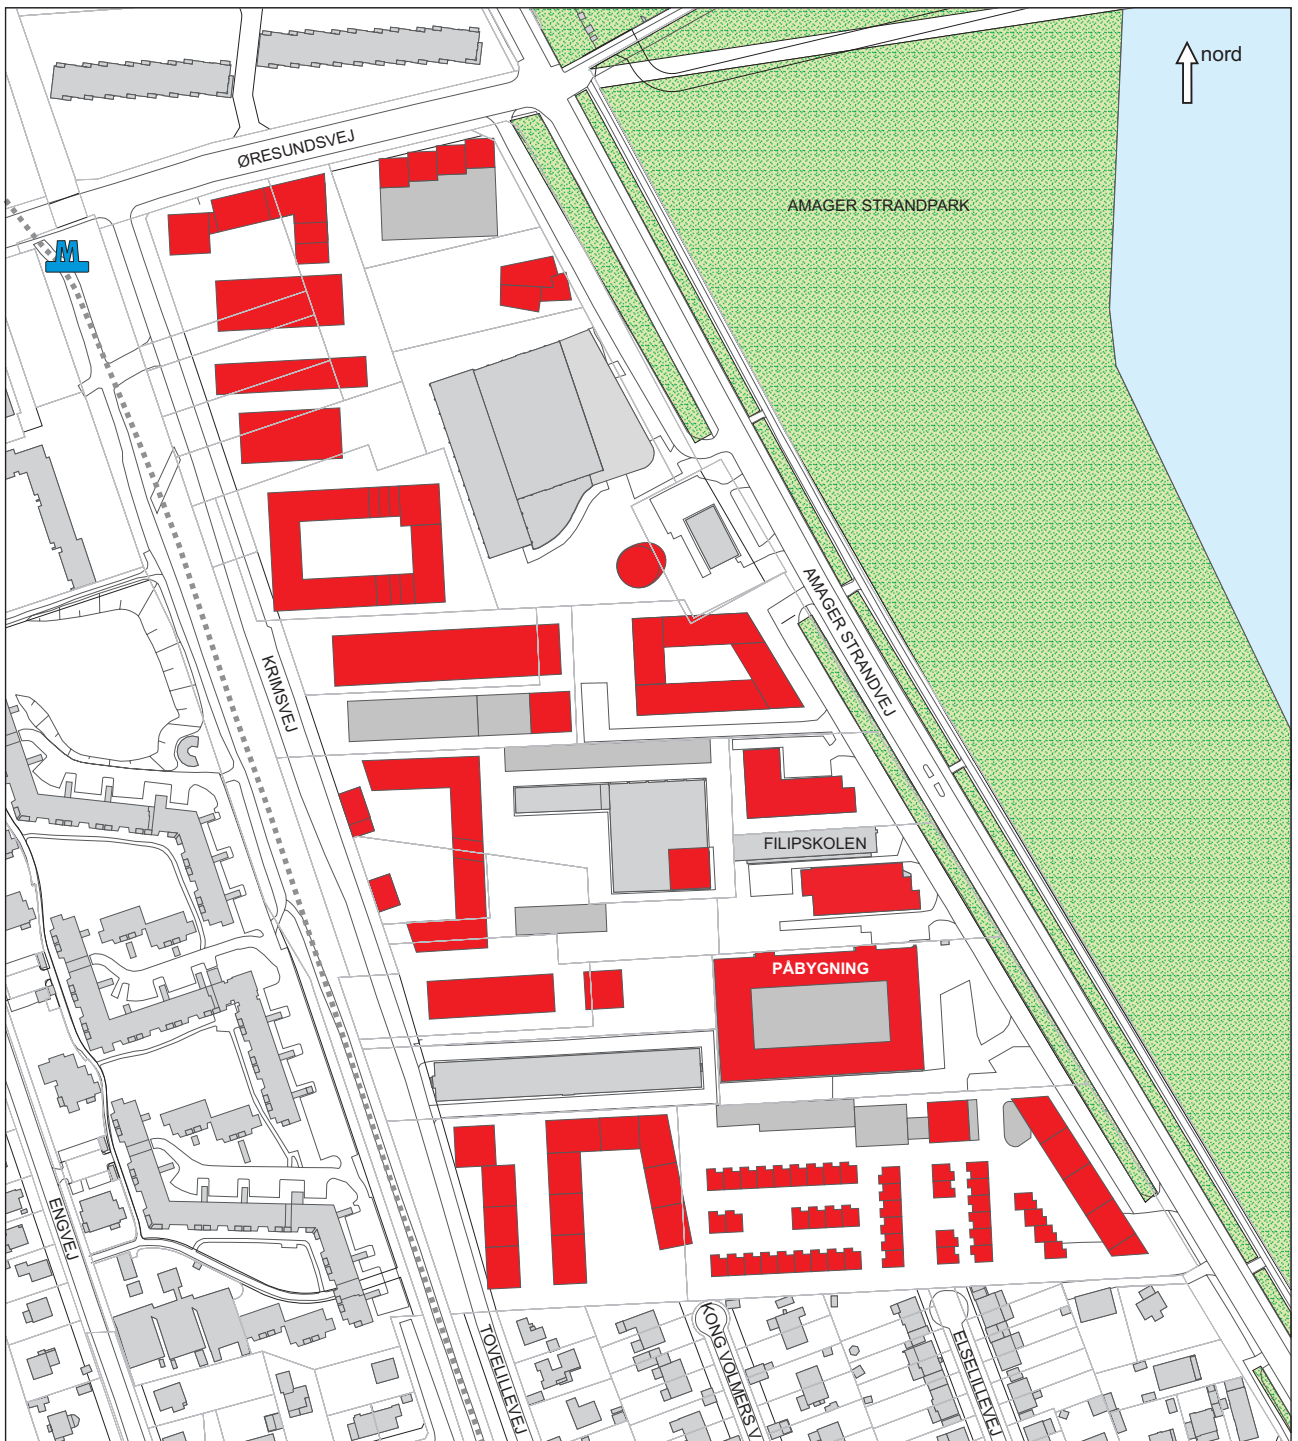 nord
ØRESUNDSVEJ
AMAGER STRANDPARK
M
AMAGER STRANDVEJ
KRIMSVEJ
FILIPSKOLEN
PÅBYGNING
ENGVEJ
TOVELILLEVEJ
KONG VOLMERS V
ELSELILLEVEJ